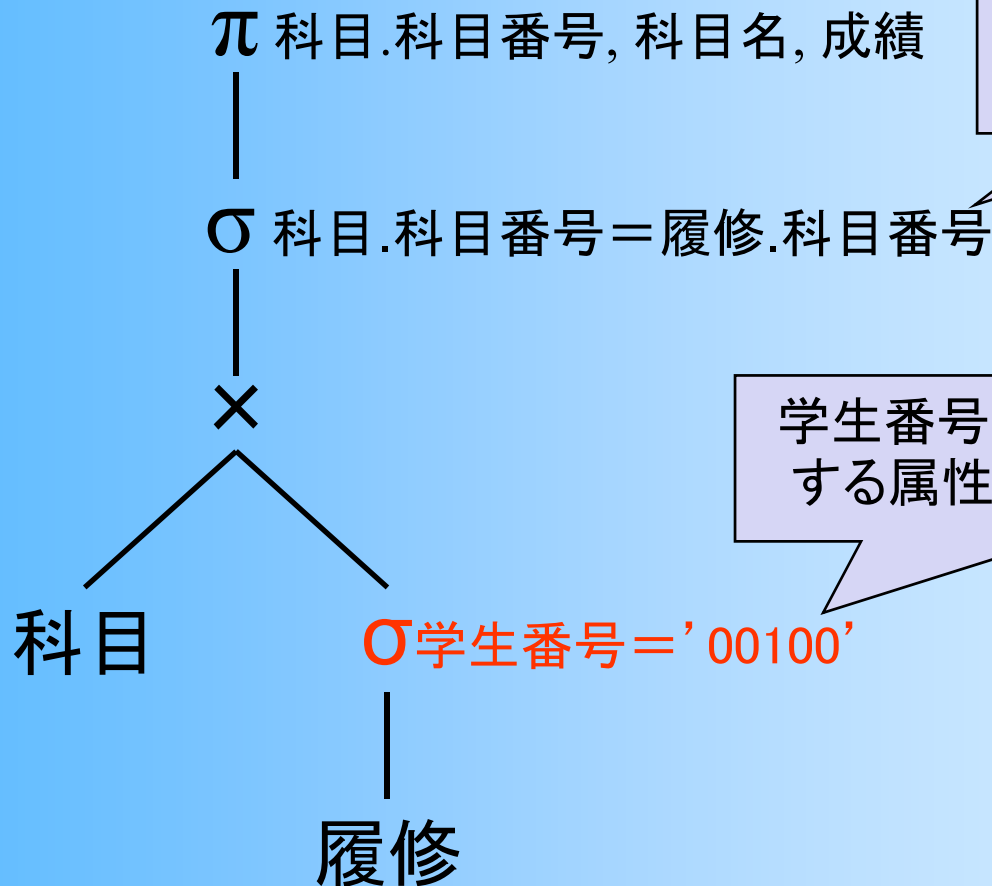 π 科目.科目番号, 科目名, 成績
σ 科目.科目番号＝履修.科目番号
×
学生番号
する属性
科目
σ学生番号＝’00100’
履修